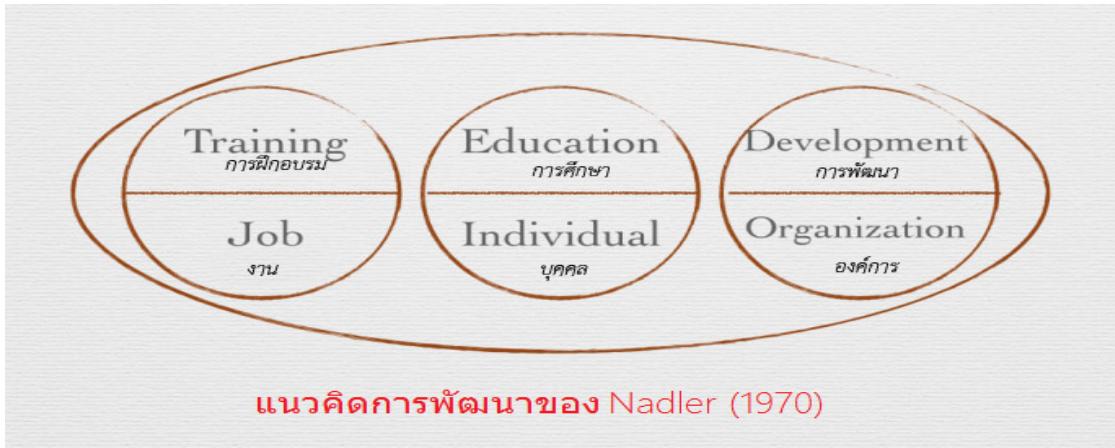 Training
การฝึกอบรม
Job
งาน
Education
การศึกษา
Individual
บุคคล
Development
การพัฒนา
Organization
องค์การ
แนวคิดการพัฒนาของ Nadler (1970)